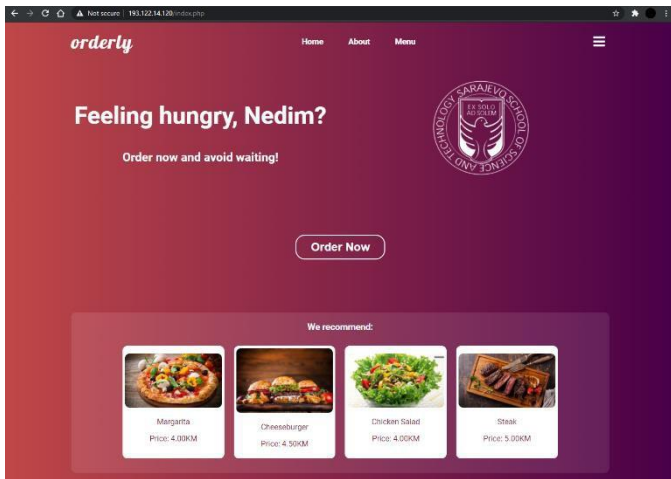 Not secure | 193.122.14.120/index.php
orderly
Home About Menu
Feeling hungry, Nedim?
Order now and avoid waiting!
SARAJEVO SCHOOL OF SCIENCE AND TECHNOLOGY
EX SOLO
AD SOLEM
Order Now
We recommend:
Margarita
Price: 4.00KM
Cheeseburger
Price: 4.50KM
Chicken Salad
Price: 4.00KM
Steak
Price: 5.00KM